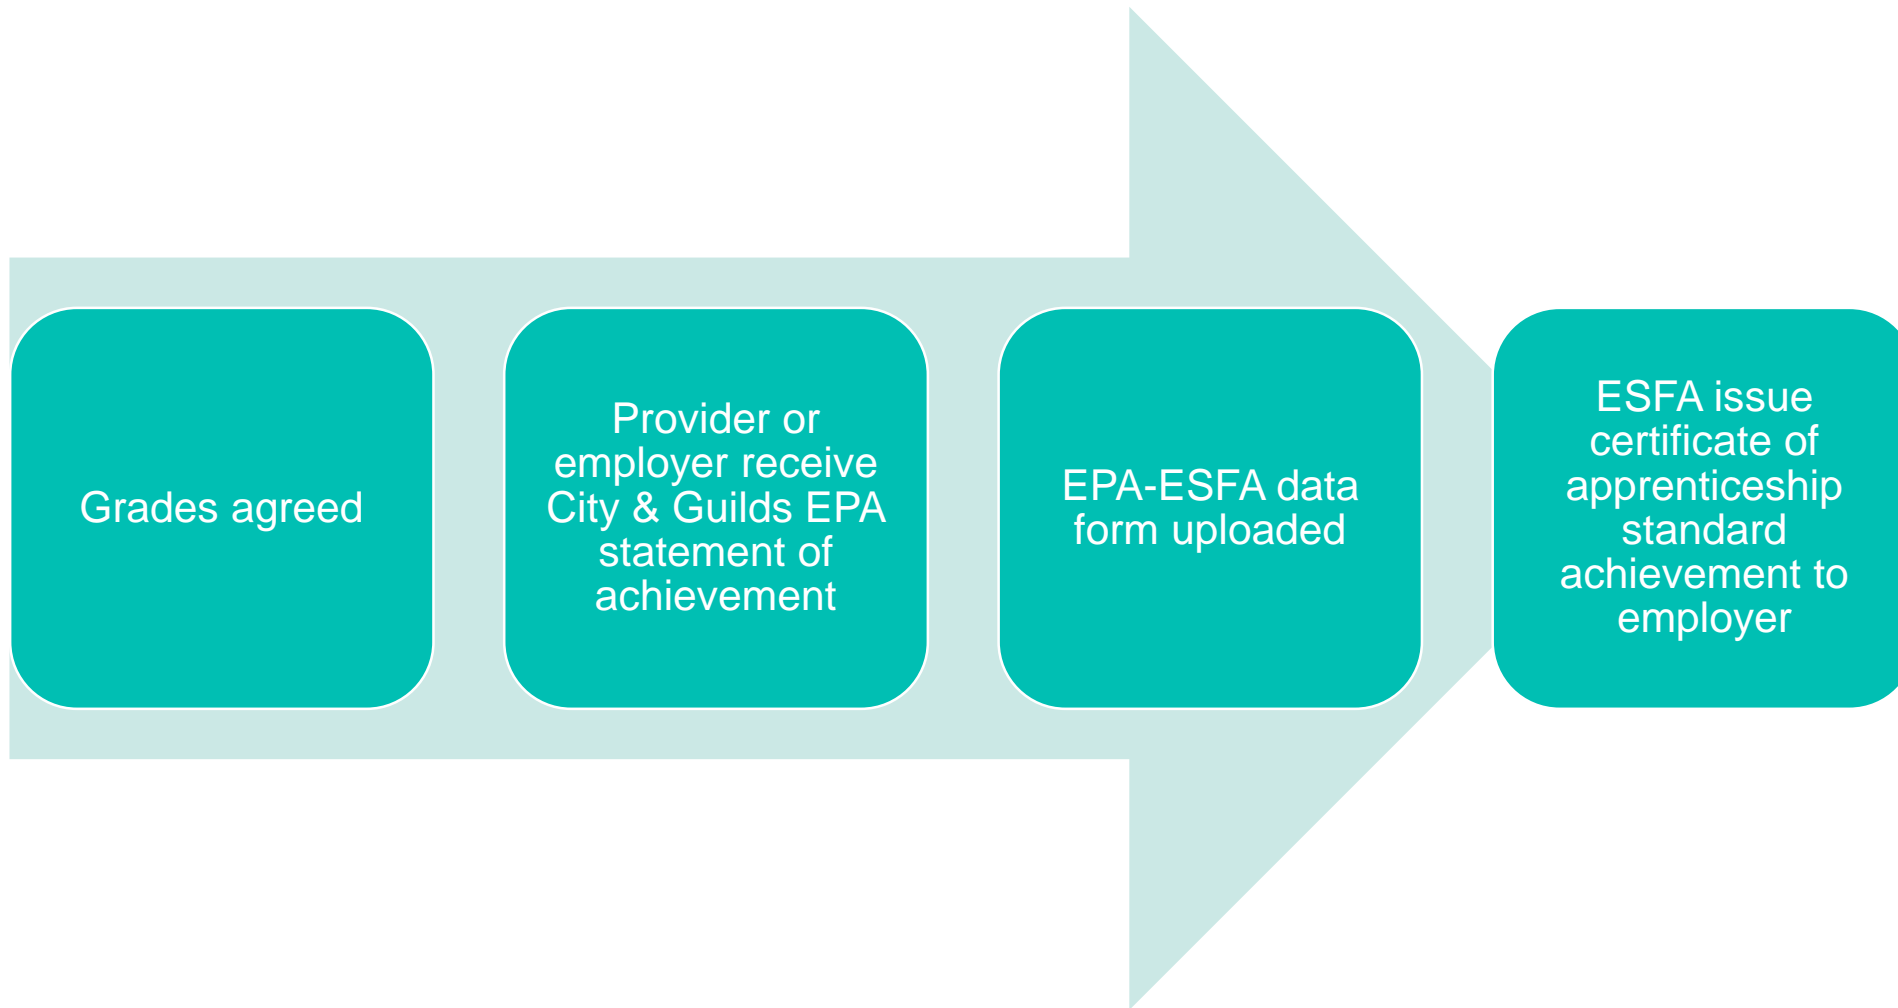 Grades agreed
Provider or
employer receive
City & Guilds EPA
statement of
achievement
EPA-ESFA data
form uploaded
ESFA issue
certificate of
apprenticeship
standard
achievement to
employer